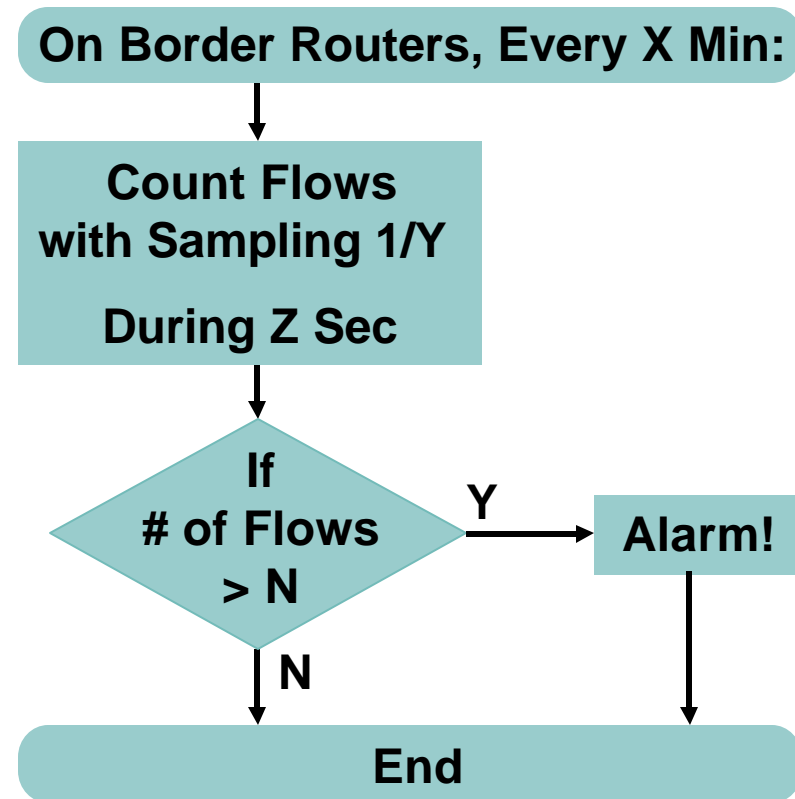 On Border Routers, Every X Min:
Count Flows
with Sampling 1/Y
During Z Sec
If
# of Flows
> N
Y
Alarm!
N
End